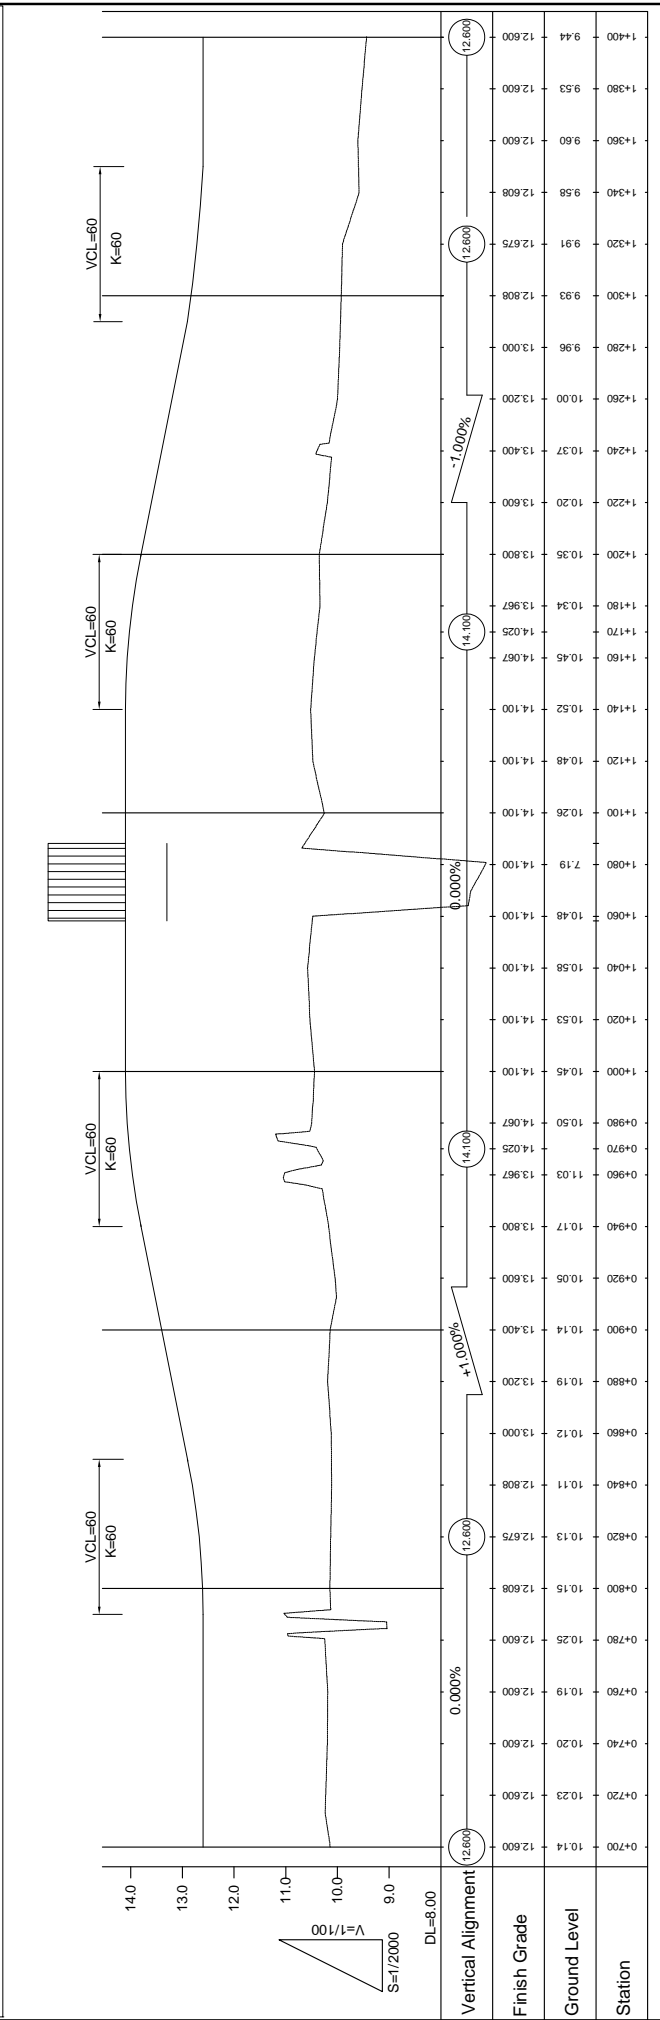 VCL=60 VCL=60 VCL=60 VCL=60
K=60 K=60 K=60 K=60
14.0
13.0
12.0
11.0
10.0
9.0
V=1/100
S=1/2000
DL=8.00
Vertical Alignment 12.600 0.000% 12.600 +1.000% 14.100 0.000% 14.100 -1.000% 12.600 12.600
Finish Grade 12.600 12.600 12.600 12.600 12.600 12.608 12.675 12.808 13.000 13.200 13.400 13.600 13.800 13.967 14.025 14.067 14.100 14.100 14.100 14.100 14.100 14.100 14.100 14.100 14.067 14.025 13.967 13.800 13.600 13.400 13.200 13.000 12.808 12.675 12.608 12.600 12.600 12.600
Ground Level 10.14 10.23 10.20 10.19 10.25 10.15 10.13 10.11 10.12 10.19 10.14 10.05 10.17 11.03 10.50 10.45 10.53 10.58 10.48 7.19 10.26 10.48 10.52 10.45 10.34 10.35 10.20 10.37 10.00 9.96 9.93 9.91 9.58 9.60 9.53 9.44
Station 0+700 0+720 0+740 0+760 0+780 0+800 0+820 0+840 0+860 0+880 0+900 0+920 0+940 0+960 0+970 0+980 1+000 1+020 1+040 1+060 1+080 1+100 1+120 1+140 1+160 1+170 1+180 1+200 1+220 1+240 1+260 1+280 1+300 1+320 1+340 1+360 1+380 1+400